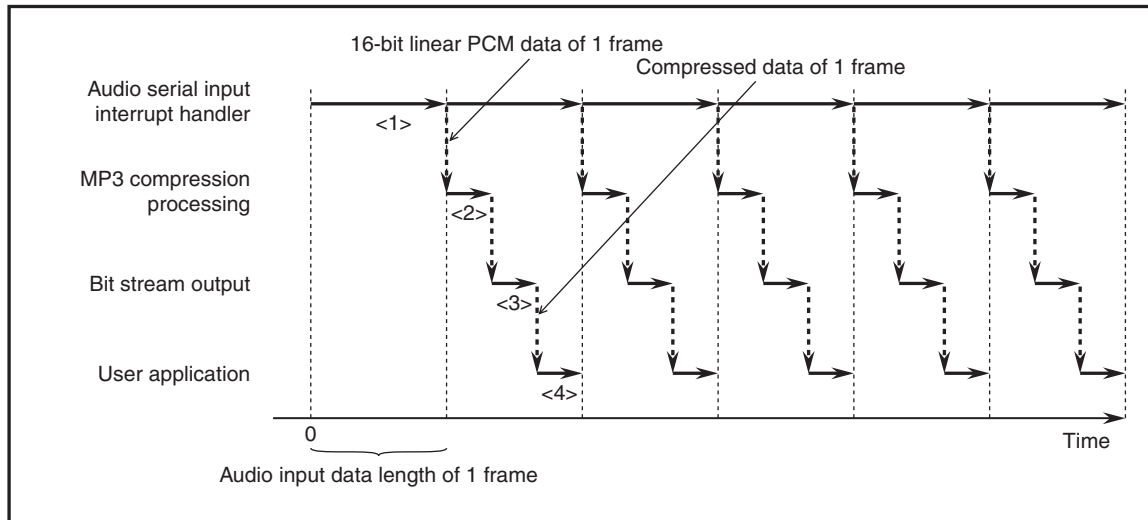 16-bit linear PCM data of 1 frame
Compressed data of 1 frame
Audio serial input
interrupt handler
<1>
MP3 compression
processing
<2>
Bit stream output
<3>
User application
<4>
0
Time
Audio input data length of 1 frame